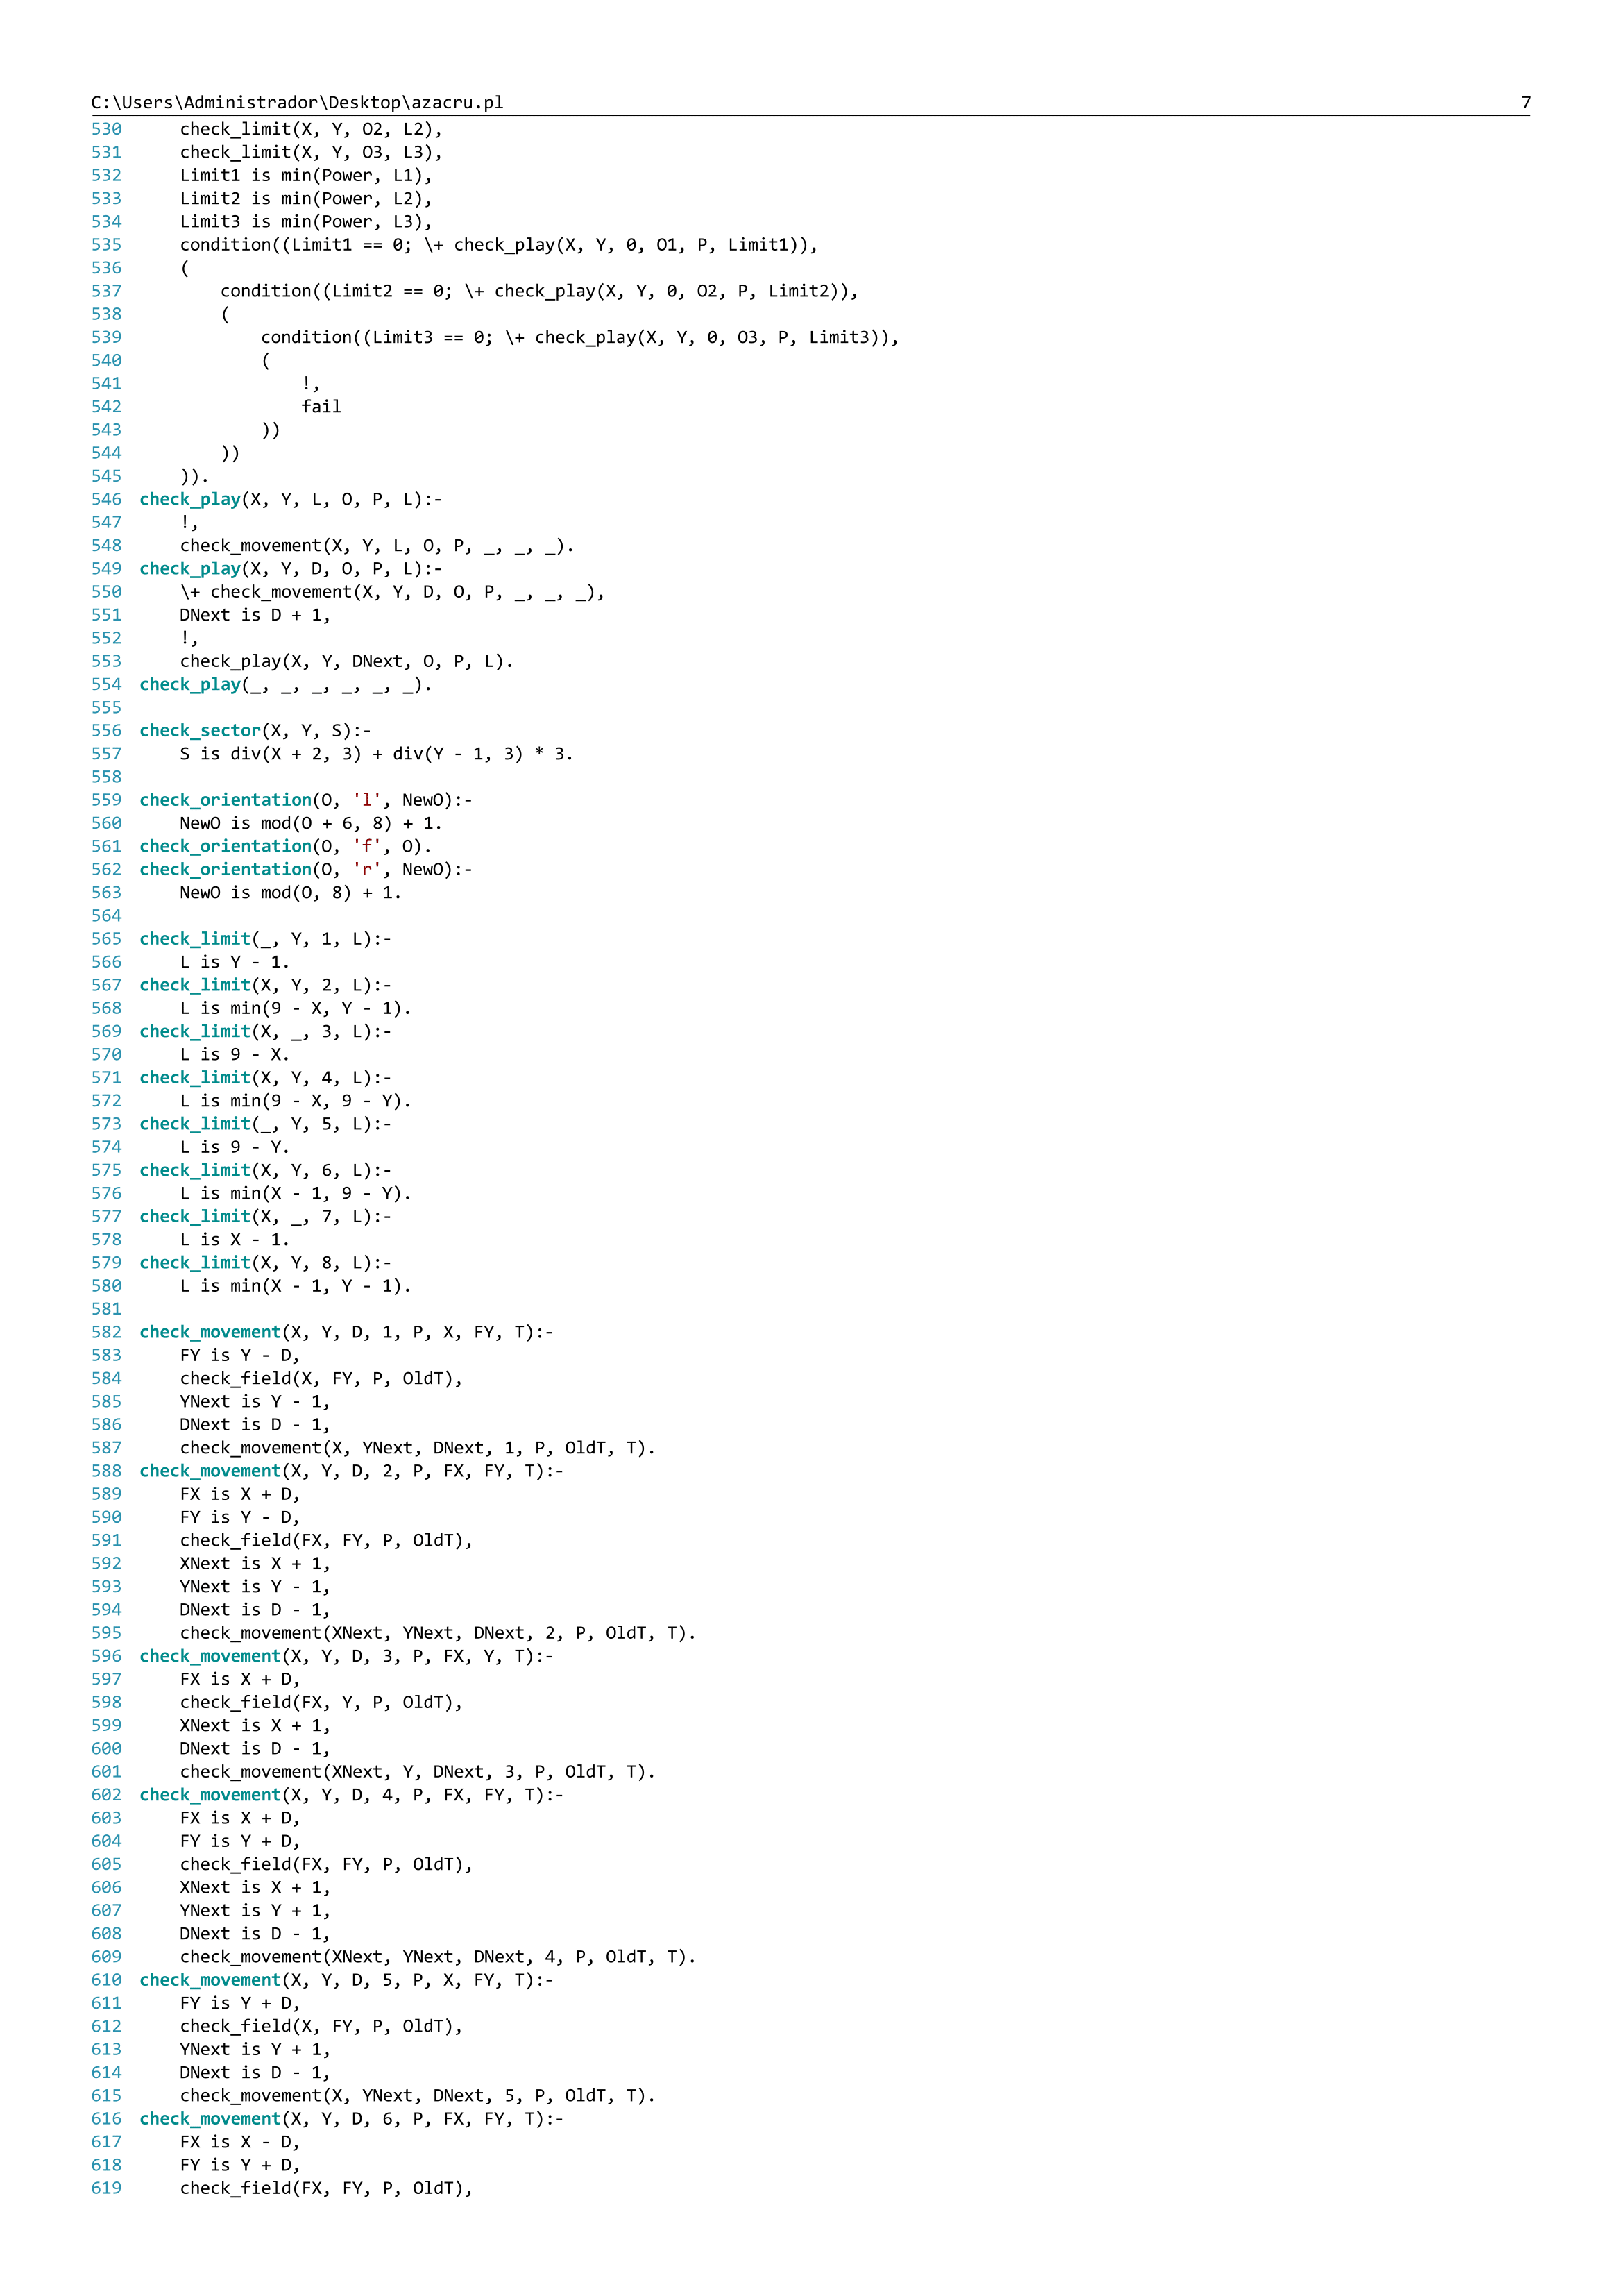 C:\Users\Administrador\Desktop\azacru.pl 7
530     check_limit(X, Y, O2, L2),
531     check_limit(X, Y, O3, L3),
532     Limit1 is min(Power, L1),
533     Limit2 is min(Power, L2),
534     Limit3 is min(Power, L3),
535     condition((Limit1 == 0; \+ check_play(X, Y, 0, O1, P, Limit1)),
536     (
537         condition((Limit2 == 0; \+ check_play(X, Y, 0, O2, P, Limit2)),
538         (
539             condition((Limit3 == 0; \+ check_play(X, Y, 0, O3, P, Limit3)),
540             (
541                 !,
542                 fail
543             ))
544         ))
545     )).
546 check_play(X, Y, L, O, P, L):-
547     !,
548     check_movement(X, Y, L, O, P, _, _, _).
549 check_play(X, Y, D, O, P, L):-
550     \+ check_movement(X, Y, D, O, P, _, _, _),
551     DNext is D + 1,
552     !,
553     check_play(X, Y, DNext, O, P, L).
554 check_play(_, _, _, _, _, _).
555
556 check_sector(X, Y, S):-
557     S is div(X + 2, 3) + div(Y - 1, 3) * 3.
558
559 check_orientation(O, 'l', NewO):-
560     NewO is mod(O + 6, 8) + 1.
561 check_orientation(O, 'f', O).
562 check_orientation(O, 'r', NewO):-
563     NewO is mod(O, 8) + 1.
564
565 check_limit(_, Y, 1, L):-
566     L is Y - 1.
567 check_limit(X, Y, 2, L):-
568     L is min(9 - X, Y - 1).
569 check_limit(X, _, 3, L):-
570     L is 9 - X.
571 check_limit(X, Y, 4, L):-
572     L is min(9 - X, 9 - Y).
573 check_limit(_, Y, 5, L):-
574     L is 9 - Y.
575 check_limit(X, Y, 6, L):-
576     L is min(X - 1, 9 - Y).
577 check_limit(X, _, 7, L):-
578     L is X - 1.
579 check_limit(X, Y, 8, L):-
580     L is min(X - 1, Y - 1).
581
582 check_movement(X, Y, D, 1, P, X, FY, T):-
583     FY is Y - D,
584     check_field(X, FY, P, OldT),
585     YNext is Y - 1,
586     DNext is D - 1,
587     check_movement(X, YNext, DNext, 1, P, OldT, T).
588 check_movement(X, Y, D, 2, P, FX, FY, T):-
589     FX is X + D,
590     FY is Y - D,
591     check_field(FX, FY, P, OldT),
592     XNext is X + 1,
593     YNext is Y - 1,
594     DNext is D - 1,
595     check_movement(XNext, YNext, DNext, 2, P, OldT, T).
596 check_movement(X, Y, D, 3, P, FX, Y, T):-
597     FX is X + D,
598     check_field(FX, Y, P, OldT),
599     XNext is X + 1,
600     DNext is D - 1,
601     check_movement(XNext, Y, DNext, 3, P, OldT, T).
602 check_movement(X, Y, D, 4, P, FX, FY, T):-
603     FX is X + D,
604     FY is Y + D,
605     check_field(FX, FY, P, OldT),
606     XNext is X + 1,
607     YNext is Y + 1,
608     DNext is D - 1,
609     check_movement(XNext, YNext, DNext, 4, P, OldT, T).
610 check_movement(X, Y, D, 5, P, X, FY, T):-
611     FY is Y + D,
612     check_field(X, FY, P, OldT),
613     YNext is Y + 1,
614     DNext is D - 1,
615     check_movement(X, YNext, DNext, 5, P, OldT, T).
616 check_movement(X, Y, D, 6, P, FX, FY, T):-
617     FX is X - D,
618     FY is Y + D,
619     check_field(FX, FY, P, OldT),